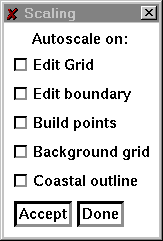 Scaling
Autoscale on:
Edit Grid
Edit boundary
Build points
Background grid
Coastal outline
Accept Done